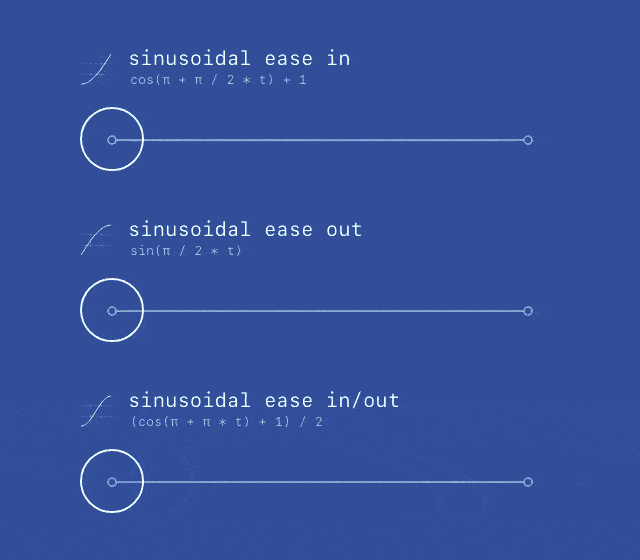 sinusoidal ease in
cos(π + π / 2 * t) + 1
sinusoidal ease out
sin(π / 2 * t)
sinusoidal ease in/out
(cos(π + π * t) + 1) / 2